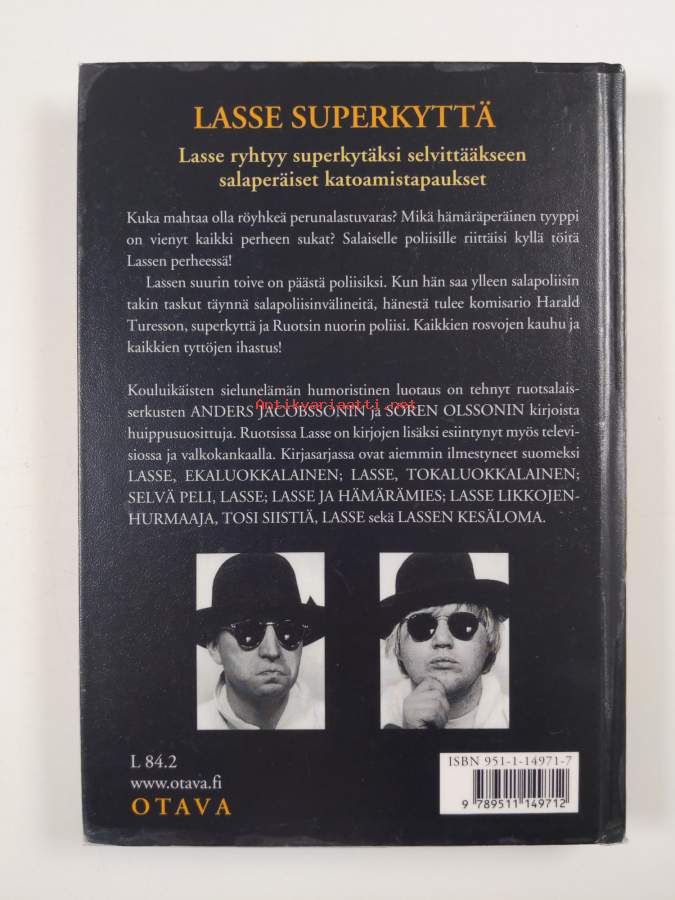 LASSE SUPERKYTTÄ
Lasse ryhtyy superkytäksi selvittääkseen
salaperäiset katoamistapaukset
Kuka mahtaa olla röyhkeä perunalastuvaras? Mikä hämäräperäinen tyyppi
on vienyt kaikki perheen sukat? Salaiselle poliisille riittäisi kyllä töitä
Lassen perheessä!
Lassen suurin toive on päästä poliisiksi. Kun hän saa ylleen salapoliisin
takin taskut täynnä salapoliisinvälineitä, hänestä tulee komisario Harald
Turesson, superkyttä ja Ruotsin nuorin poliisi. Kaikkien rosvojen kauhu ja
kaikkien tyttöjen ihastus!
Kouluikäisten sielunelämän humoristinen luotaus on tehnyt ruotsalais-
serkusten ANDERS JACOBSSONIN ja SÖREN OLSSONIN kirjoista
Antikvariaatti.net
huippusuosittuja. Ruotsissa Lasse on kirjojen lisäksi esiintynyt myös televi-
siossa ja valkokankaalla. Kirjasarjassa ovat aiemmin ilmestyneet suomeksi
LASSE, EKALUOKKALAINEN; LASSE, TOKALUOKKALAINEN;
SELVÄ PELI, LASSE; LASSE JA HÄMÄRÄMIES; LASSE LIKKOJEN-
HURMAAJA, TOSI SIISTIÄ, LASSE sekä LASSEN KESÄLOMA.
L 84.2
www.otava.fi
OTAVA
ISBN 951-1-14971-7
9 789511 149712